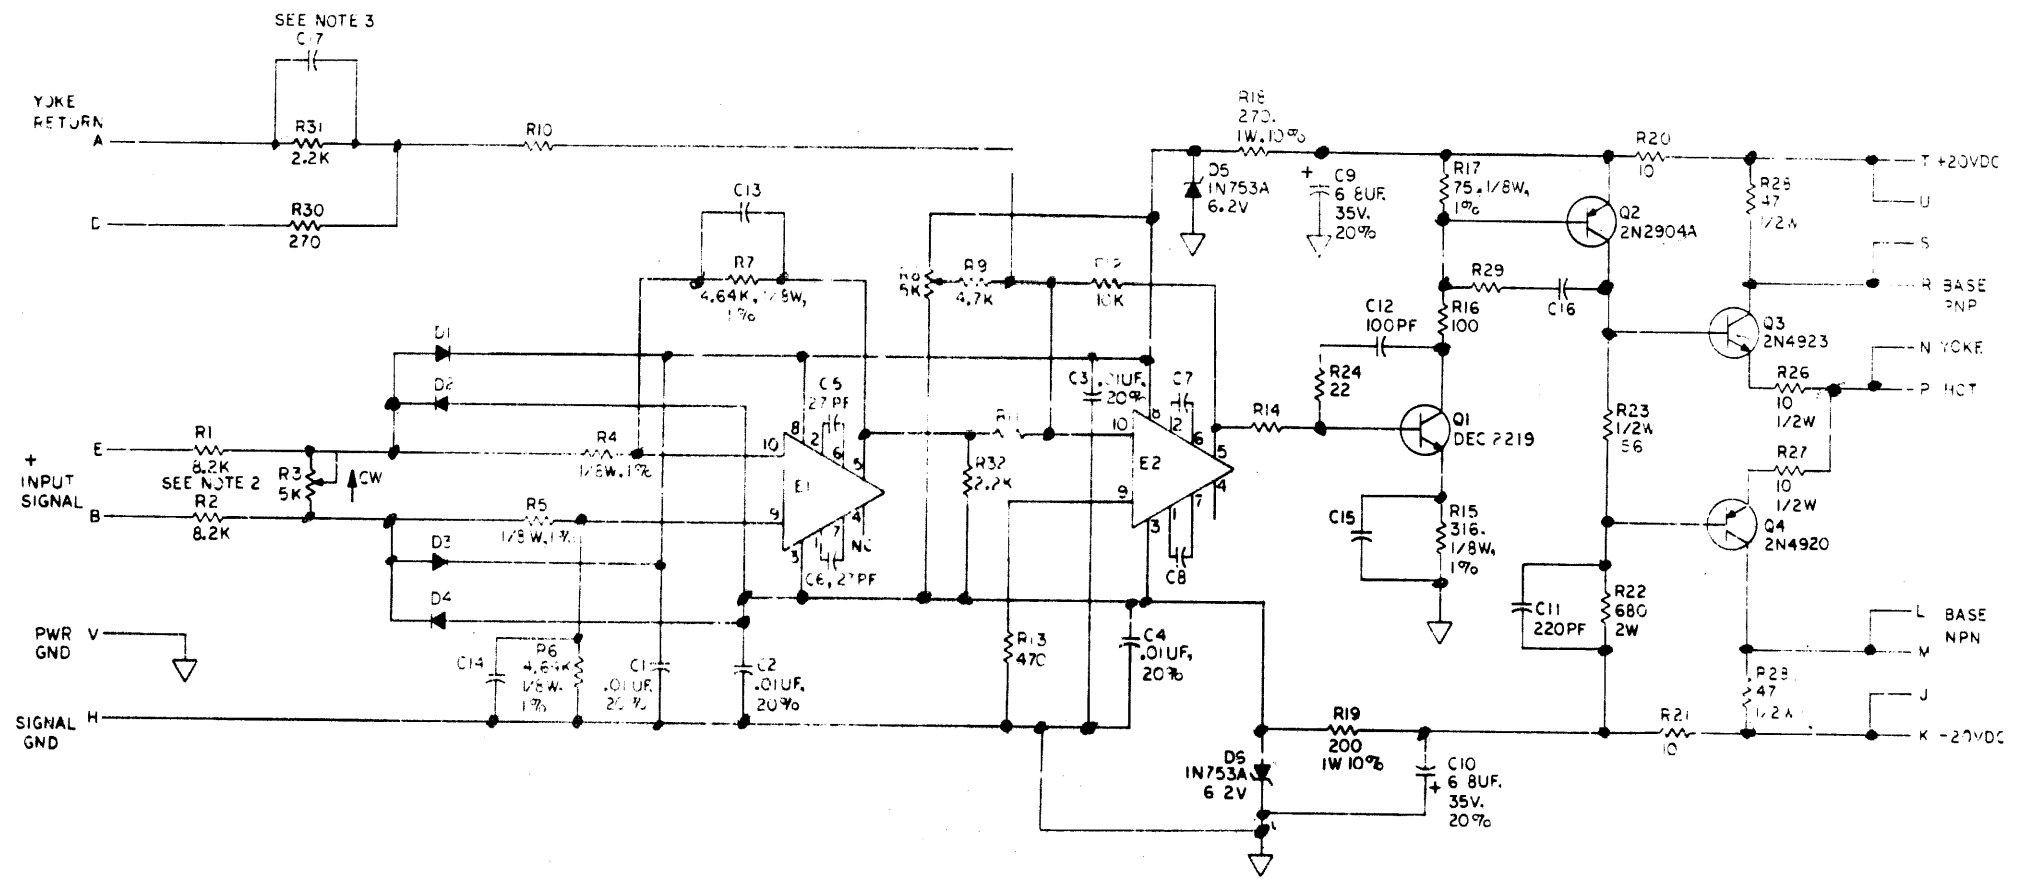 SEE NOTE 3
C17
YOKE
RETURN
A
R31
2.2K
R10
R30
270
C13
R7
4.64K, 1/8W,
1%
R8
5K
R9
4.7K
R12
10K
R18
270.
1W.10%
D5
1N753A
6.2V
+
C9
6 8UF.
35V.
20%
R17
75.1/8W,
1%
Q2
2N2904A
R20
10
R28
47
1/2W
T +20VDC
U
S
R BASE
PNP
N YOKE
P HOT
R29
C16
R16
100
C12
100PF
R24
22
Q3
2N4923
R26
10
1/2W
R27
10
1/2W
D1
D2
C5
27PF
C3
.01UF.
20%
C7
E
R1
8.2K
+
INPUT
SIGNAL
SEE NOTE 2
R3
5K
CW
R2
B
8.2K
R4
1/8W.1%
R5
1/8W,1%
10
8
2
6
5
E1
9
3
1
7
4
NC
C6,27PF
R32
2.2K
10
8
2
6
5
E2
9
3
1
7
4
C8
R14
Q1
DEC 2219
C15
R15
316.
1/8W,
1%
R23
1/2W
56
Q4
2N4920
D3
D4
PWR
GND
V
C14
R6
4.64K
1/8W.
1%
C1
.01UF.
20%
C2
.01UF.
20%
R13
470
C4
.01UF,
20%
C11
220PF
R22
680
2W
L BASE
NPN
M
SIGNAL
GND
H
R28
47
1/2W
J
K -20VDC
R19
200
1W 10%
R21
10
D6
1N753A
6 2V
C10
6 8UF.
+
35V.
20%